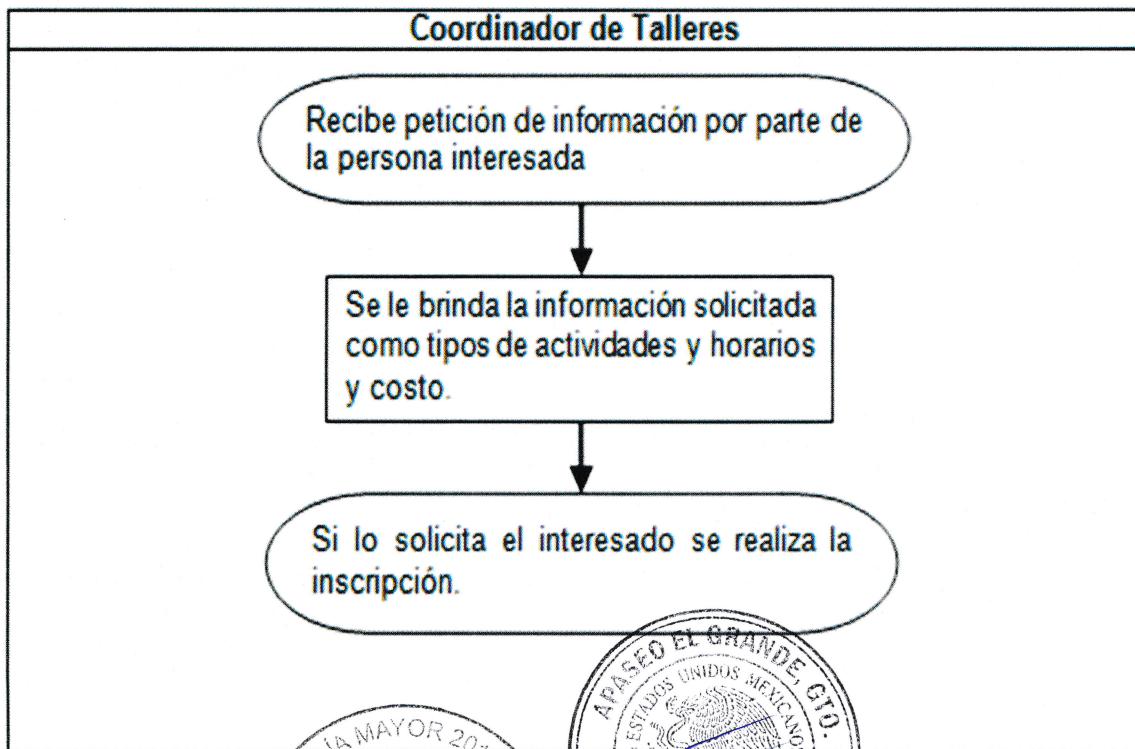 Coordinador de Talleres
Recibe petición de información por parte de
la persona interesada
Se le brinda la información solicitada
como tipos de actividades y horarios
y costo.
Si lo solicita el interesado se realiza la
inscripción.
APASEO EL GRANDE, GTO.
ESTADOS UNIDOS MEXICANOS
MAYOR